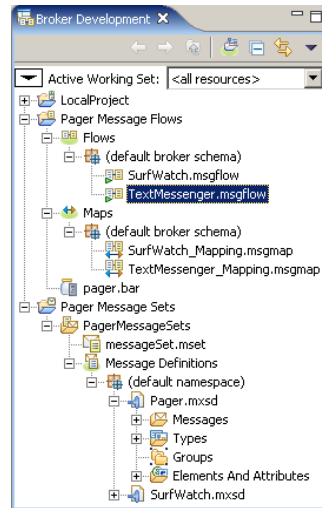 Broker Development
Active Working Set: <all resources>
LocalProject
Pager Message Flows
Flows
(default broker schema)
SurfWatch.msgflow
TextMessenger.msgflow
Maps
(default broker schema)
SurfWatch_Mapping.msgmap
TextMessenger_Mapping.msgmap
pager.bar
Pager Message Sets
PagerMessageSets
messageSet.mset
Message Definitions
(default namespace)
Pager.mxsd
Messages
Types
Groups
Elements And Attributes
SurfWatch.mxsd